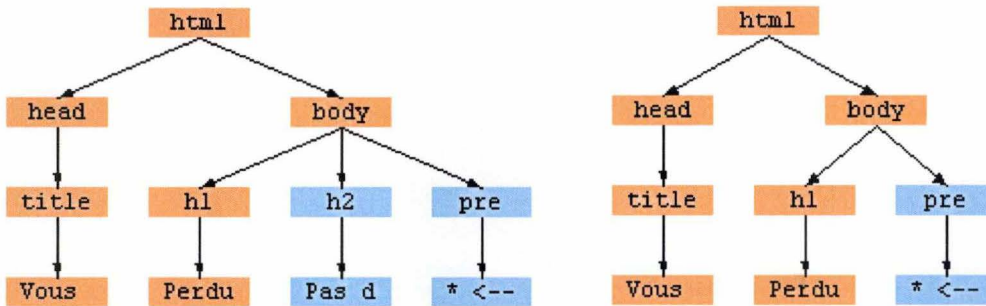 html
head body
title h1 h2 pre
Vous Perdu Pas d * <--
html
head body
title h1 pre
Vous Perdu * <--